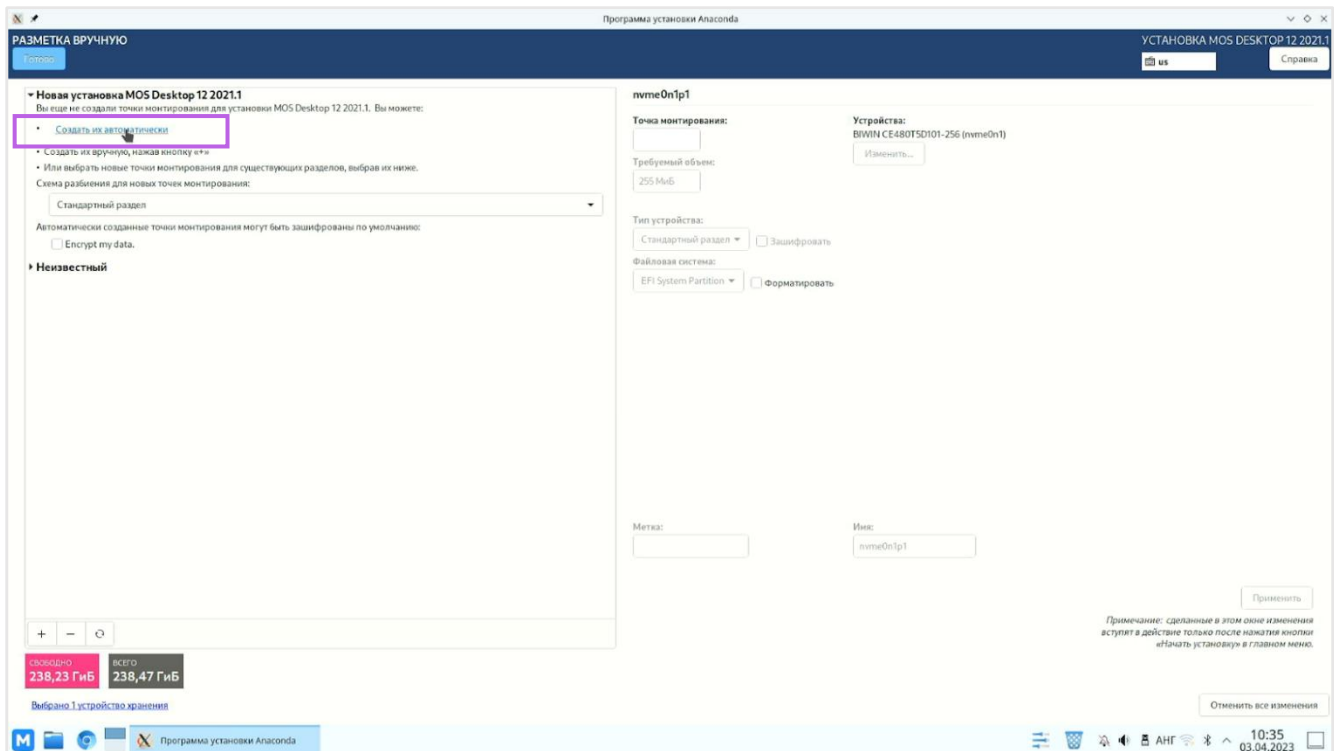 Программа установки Anaconda
РАЗМЕТКА ВРУЧНУЮ
УСТАНОВКА MOS DESKTOP 12 2021.1
Готово
us
Справка
Новая установка MOS Desktop 12 2021.1
Вы еще не создали точки монтирования для установки MOS Desktop 12 2021.1. Вы можете:
• Создать их автоматически
• Создать их вручную, нажав кнопку «+»
• Или выбрать новые точки монтирования для существующих разделов, выбрав их ниже.
Схема разбиения для новых точек монтирования:
Стандартный раздел
Автоматически созданные точки монтирования могут быть зашифрованы по умолчанию:
Encrypt my data.
Неизвестный
nvme0n1p1
Точка монтирования:
Устройства:
BIWIN CE480T5D101-256 (nvme0n1)
Изменить...
Требуемый объем:
255 МиБ
Тип устройства:
Стандартный раздел
Зашифровать
Файловая система:
EFI System Partition
Форматировать
Метка:
Имя:
nvme0n1p1
Применить
Примечание: сделанные в этом окне изменения
вступят в действие только после нажатия кнопки
«Начать установку» в главном меню.
+ –
СВОБОДНО
238,23 ГиБ
ВСЕГО
238,47 ГиБ
Выбрано 1 устройство хранения
Отменить все изменения
M
Программа установки Anaconda
АНГ
10:35
03.04.2023